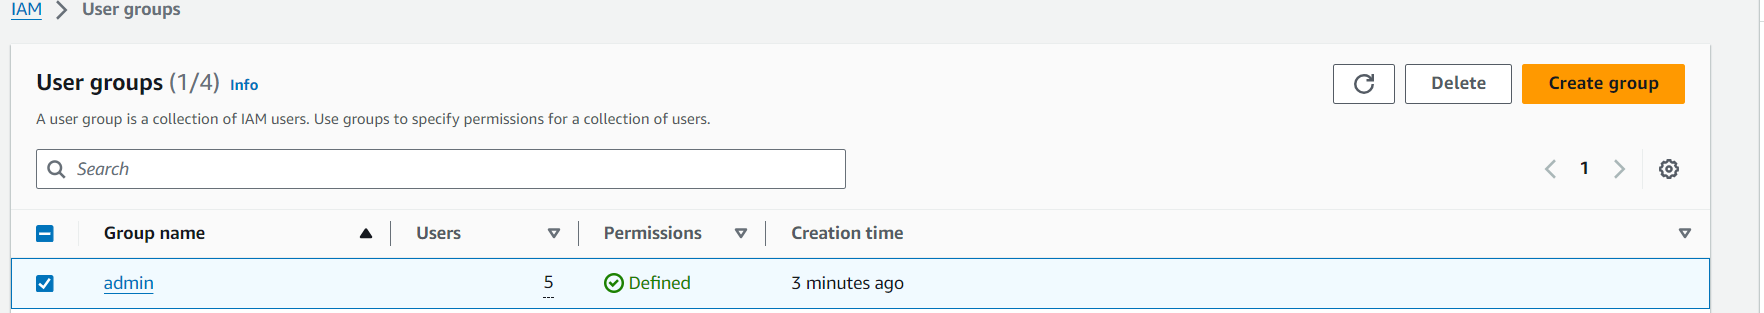 IAM > User groups
User groups (1/4) Info
Delete
Create group
A user group is a collection of IAM users. Use groups to specify permissions for a collection of users.
Search
1
Group name Users Permissions Creation time
admin 5 Defined 3 minutes ago